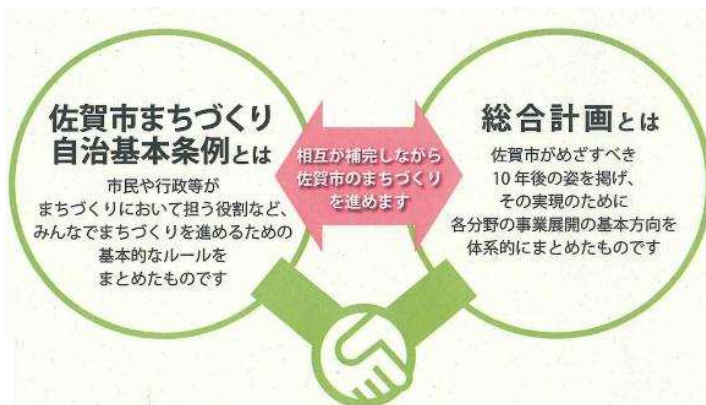 佐賀市まちづくり
自治基本条例とは
市民や行政等が
まちづくりにおいて担う役割など、
みんなでまちづくりを進めるための
基本的なルールを
まとめたものです
相互が補完しながら
佐賀市のまちづくり
を進めます
総合計画とは
佐賀市がめざすべき
10年後の姿を掲げ、
その実現のために
各分野の事業展開の基本方向を
体系的にまとめたものです